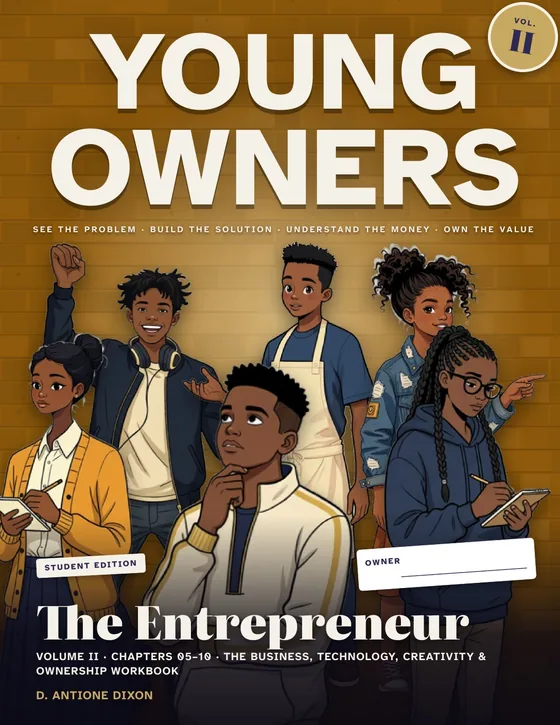 VOL.
II
YOUNG
OWNERS
SEE THE PROBLEM · BUILD THE SOLUTION · UNDERSTAND THE MONEY · OWN THE VALUE
STUDENT EDITION
OWNER
The Entrepreneur
VOLUME II · CHAPTERS 05–10 · THE BUSINESS, TECHNOLOGY, CREATIVITY &
OWNERSHIP WORKBOOK
D. ANTIONE DIXON